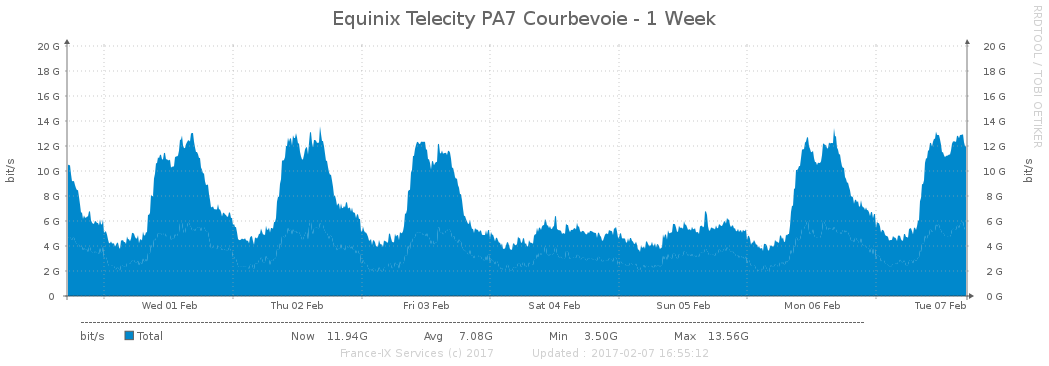 Equinix Telecity PA7 Courbevoie - 1 Week
RRDTOOL / TOBI OETIKER
bit/s
20 G
18 G
16 G
14 G
12 G
10 G
8 G
6 G
4 G
2 G
0
20 G
18 G
16 G
14 G
12 G
10 G
8 G
6 G
4 G
2 G
0 G
bit/s
Wed 01 Feb Thu 02 Feb Fri 03 Feb Sat 04 Feb Sun 05 Feb Mon 06 Feb Tue 07 Feb
bit/s Total Now 11.94G Avg 7.08G Min 3.50G Max 13.56G
France-IX Services (c) 2017 Updated : 2017-02-07 16:55:12